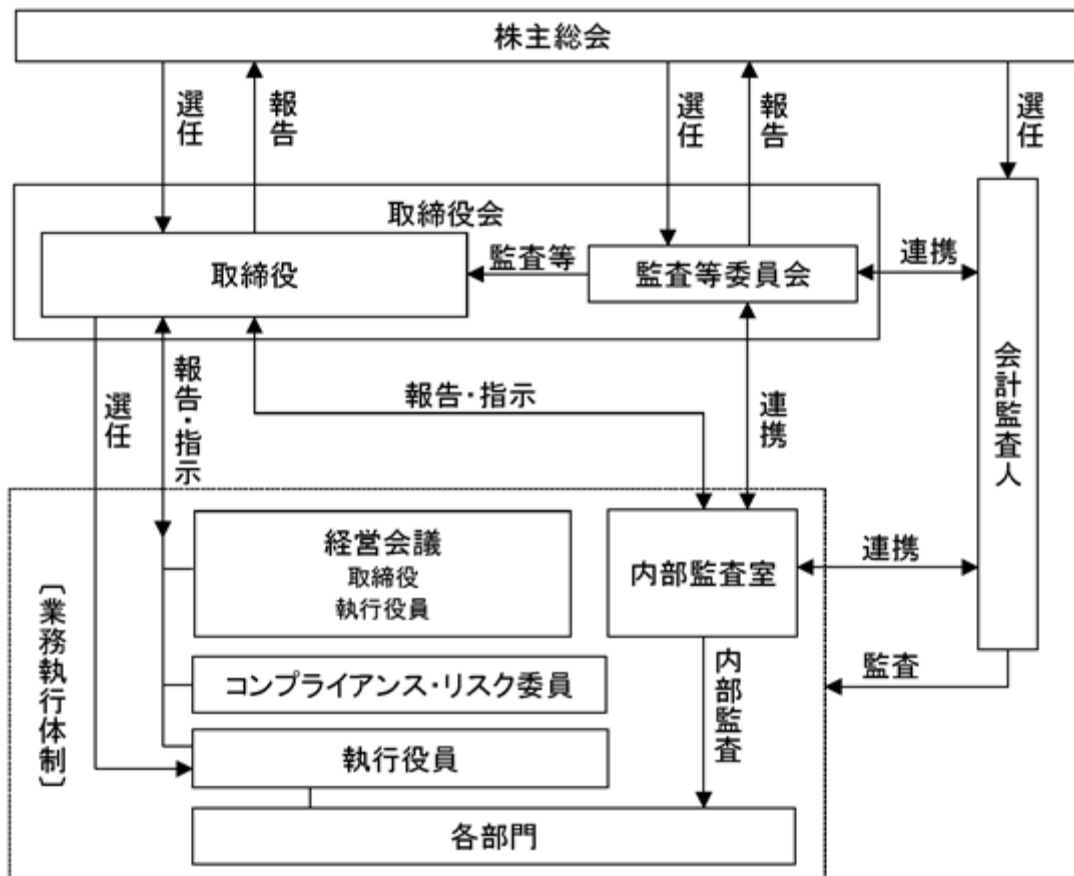 株主総会
選任
報告
選任
報告
選任
取締役会
取締役
監査等
監査等委員会
連携
会計監査人
選任
報告・指示
報告・指示
連携
〔業務執行体制〕
経営会議
取締役
執行役員
内部監査室
連携
コンプライアンス・リスク委員
内部監査
監査
執行役員
各部門